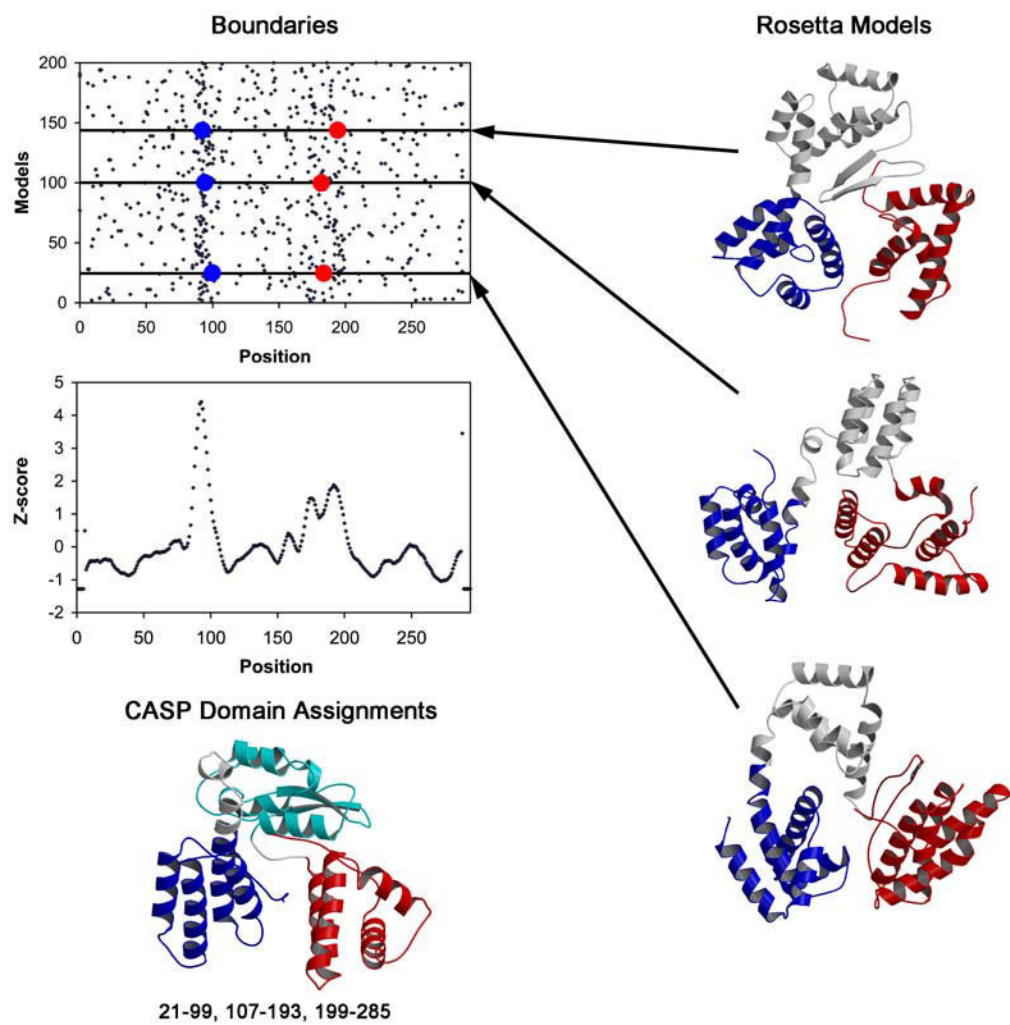 Boundaries
Rosetta Models
200
150
100
50
0
Models
0 50 100 150 200 250
Position
5
4
3
2
1
0
-1
-2
Z-score
0 50 100 150 200 250
Position
CASP Domain Assignments
21-99, 107-193, 199-285